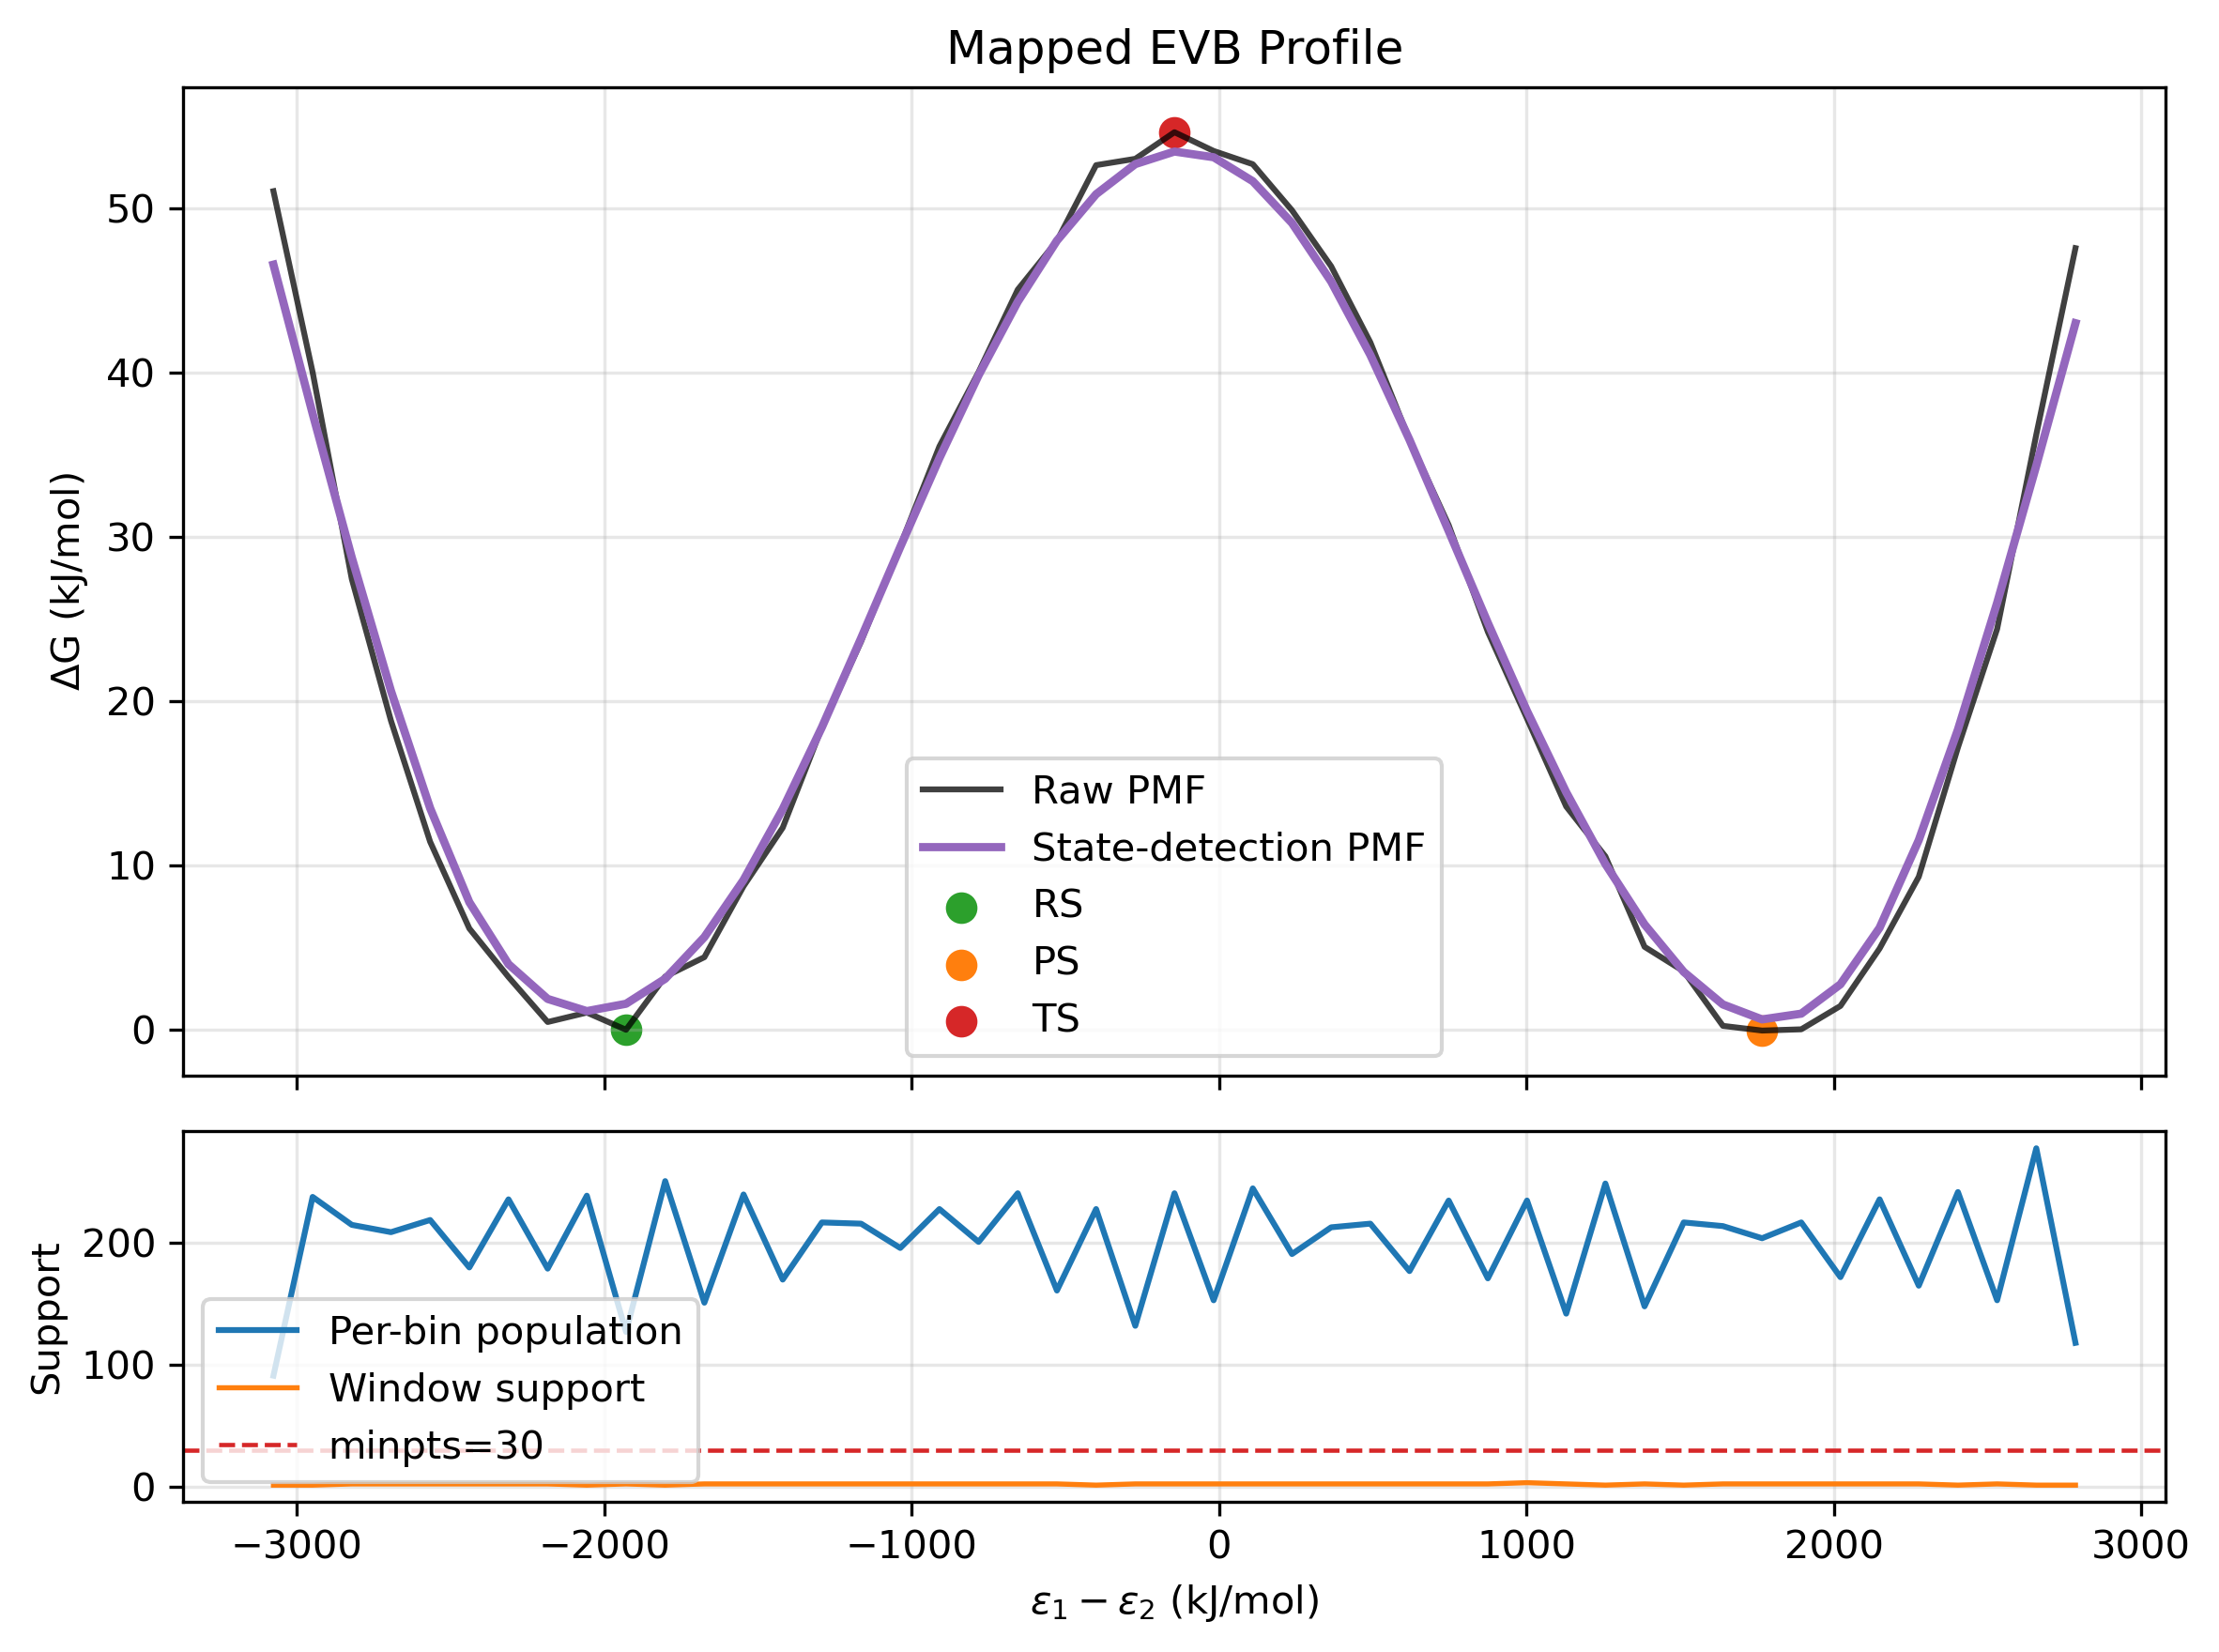 Mapped EVB Profile
ΔG (kJ/mol)
50
40
30
20
10
0
Raw PMF
State-detection PMF
RS
PS
TS
Support
200
100
0
Per-bin population
Window support
minpts=30
−3000 −2000 −1000 0 1000 2000 3000
ε₁ − ε₂ (kJ/mol)